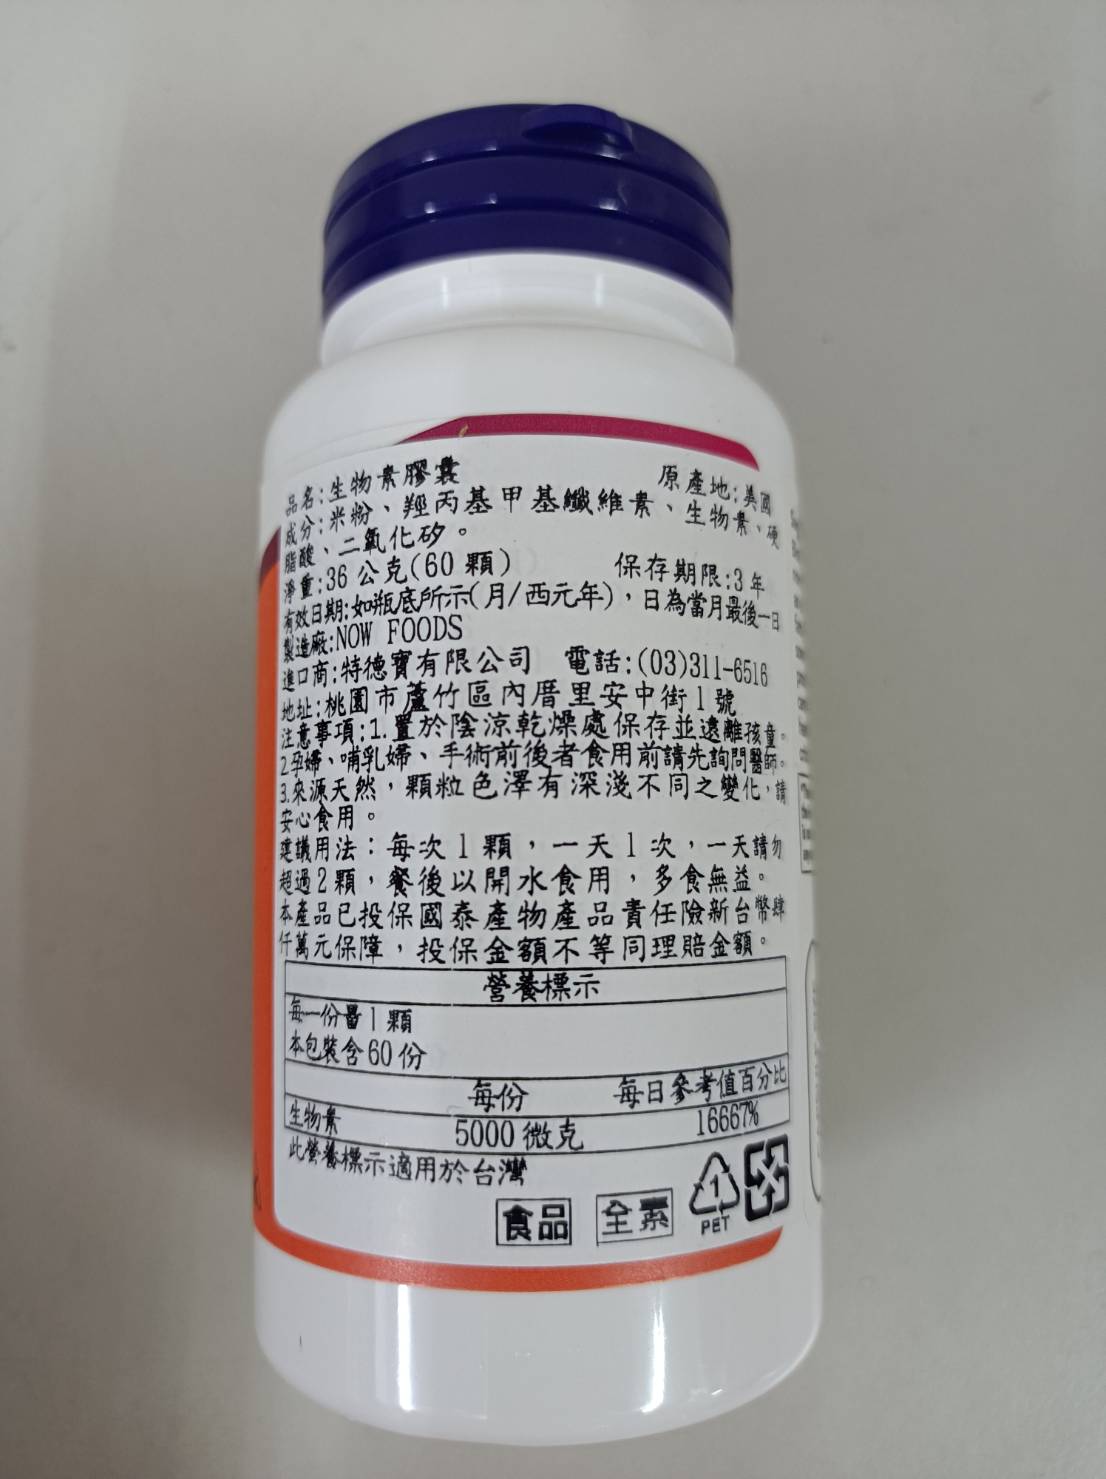 品名:生物素膠囊 原產地:美國
成分:米粉、羥丙基甲基纖維素、生物素、硬
脂酸、二氧化矽。
淨重:36 公克(60 顆) 保存期限:3 年
有效日期:如瓶底所示(月/西元年),日為當月最後一日
製造廠:NOW FOODS
進口商:特德寶有限公司 電話:(03)311-6516
地址:桃園市蘆竹區內厝里安中街1號
注意事項:1.置於陰涼乾燥處保存並遠離孩童。
2.孕婦、哺乳婦、手術前後者食用前請先詢問醫師。
3.來源天然,顆粒色澤有深淺不同之變化,請
安心食用。
建議用法:每次1顆,一天1次,一天請勿
超過2顆,餐後以開水食用,多食無益。
本產品已投保國泰產物產品責任險新台幣肆
仟萬元保障,投保金額不等同理賠金額。
營養標示
每一份量1顆
本包裝含60份
每份 每日參考值百分比
生物素 5000微克 16667%
此營養標示適用於台灣
食品 全素 1 PET